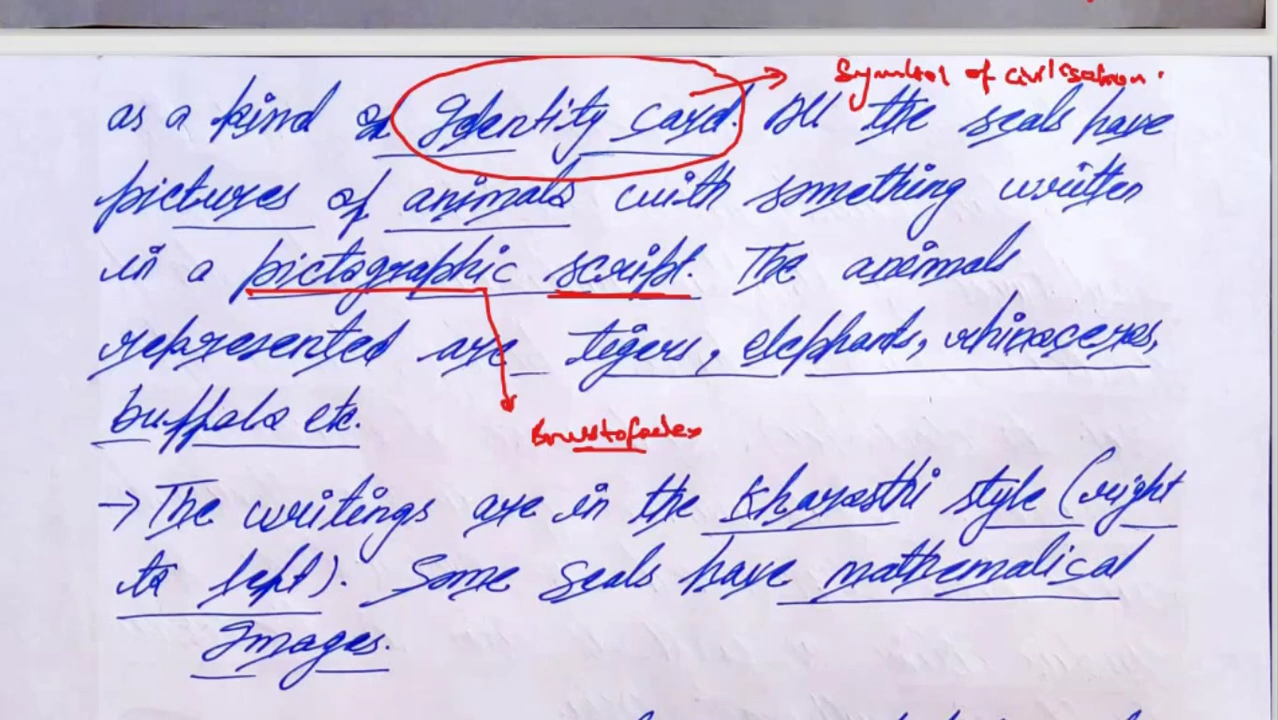 Symbol of civilisation.
as a kind of Identity card. All the seals have
pictures of animals with something written
in a pictographic script. The animals
represented are tigers, elephants, rhinoceros,
buffalo etc.
→ The writings are in the Kharosthi style (right
to left). Some seals have mathematical
Images.